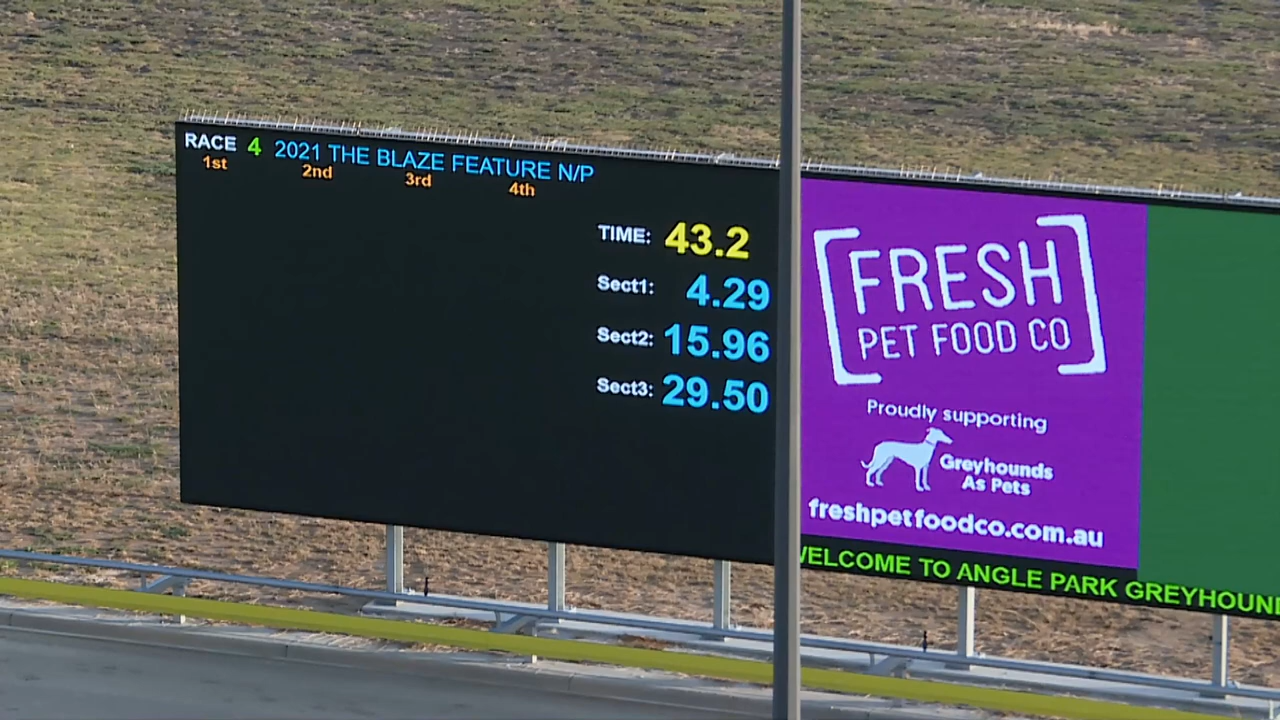 RACE 4 2021 THE BLAZE FEATURE N/P
1st 2nd 3rd 4th
TIME: 43.2
Sect1: 4.29
Sect2: 15.96
Sect3: 29.50
FRESH
PET FOOD CO
Proudly supporting
Greyhounds
As Pets
freshpetfoodco.com.au
WELCOME TO ANGLE PARK GREYHOUN